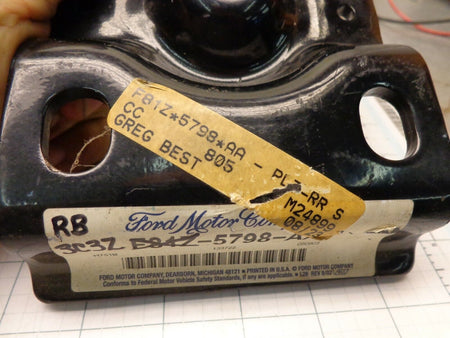 F81Z*5798*AA - PL -RR S
CC M24899
GREG BEST 805 08
RB Ford Motor Co
3C3Z F81Z-5798-A
FORD MOTOR COMPANY, DEARBORN, MICHIGAN 48121 • PRINTED IN U.S.A. © FORD MOTOR COMPANY
Conforms to Federal Motor Vehicle Safety Standards, if any are applicable.